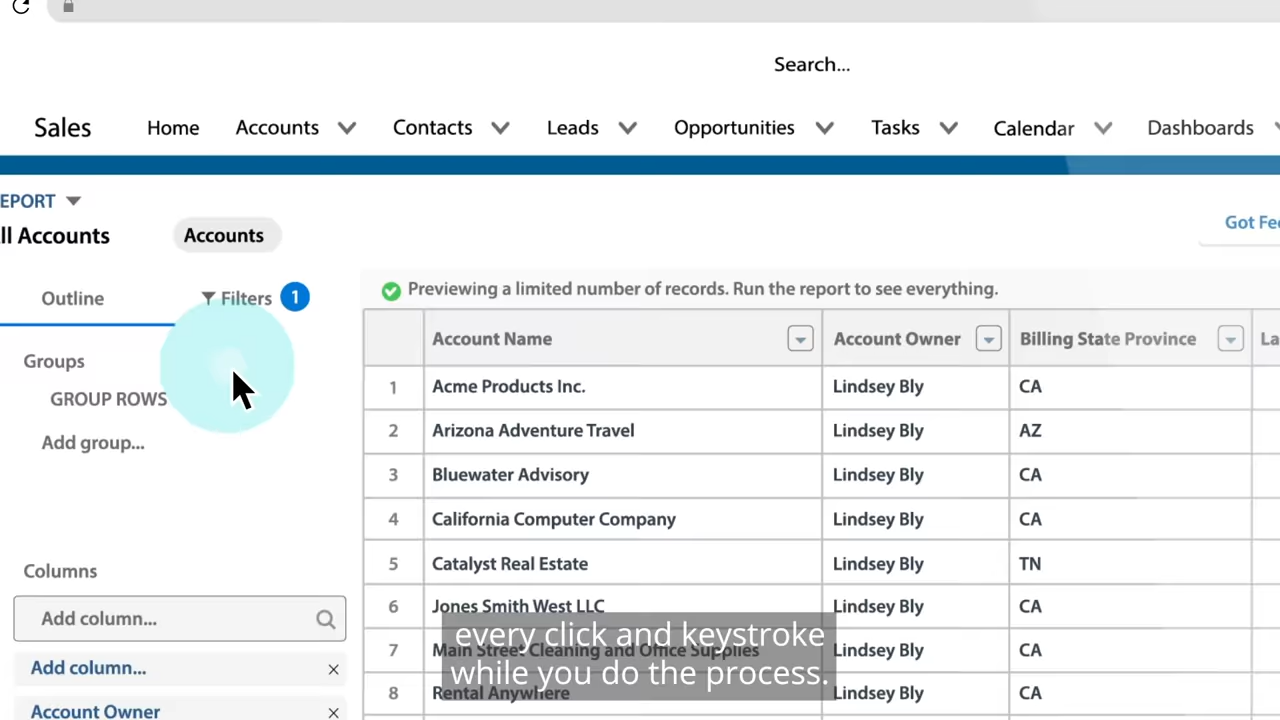 Search...
Sales Home Accounts Contacts Leads Opportunities Tasks Calendar Dashboards
EPORT
ll Accounts Accounts
Got Fee
Outline Filters 1
Previewing a limited number of records. Run the report to see everything.
Account Name Account Owner Billing State Province La
Groups
GROUP ROWS
Add group...
1 Acme Products Inc. Lindsey Bly CA
2 Arizona Adventure Travel Lindsey Bly AZ
3 Bluewater Advisory Lindsey Bly CA
4 California Computer Company Lindsey Bly CA
5 Catalyst Real Estate Lindsey Bly TN
6 Jones Smith West LLC Lindsey Bly CA
7 Main Street Cleaning and Office Supplies Lindsey Bly CA
8 Rental Anywhere Lindsey Bly CA
Columns
Add column...
Add column... ×
Account Owner ×
every click and keystroke
while you do the process.